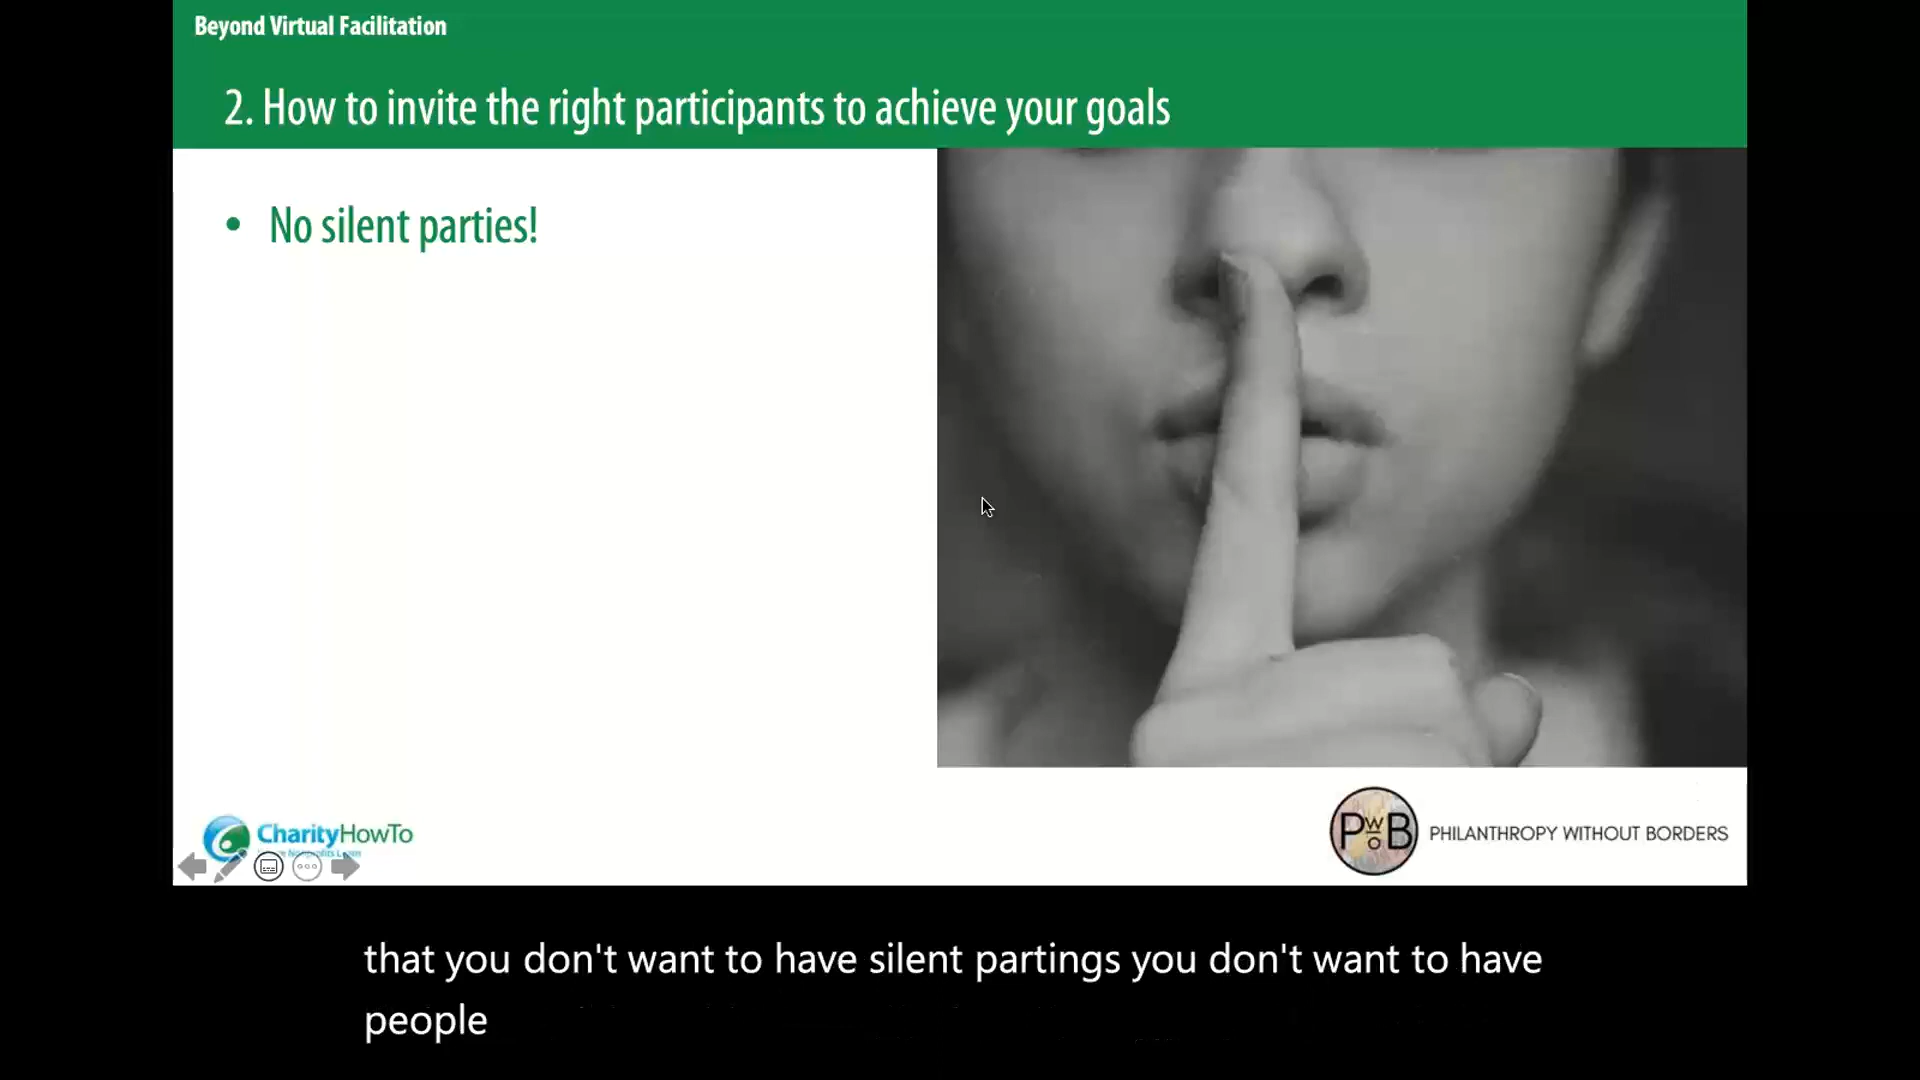 Beyond Virtual Facilitation
2. How to invite the right participants to achieve your goals
• No silent parties!
CharityHowTo
PWoB
PHILANTHROPY WITHOUT BORDERS
that you don't want to have silent partings you don't want to have
people